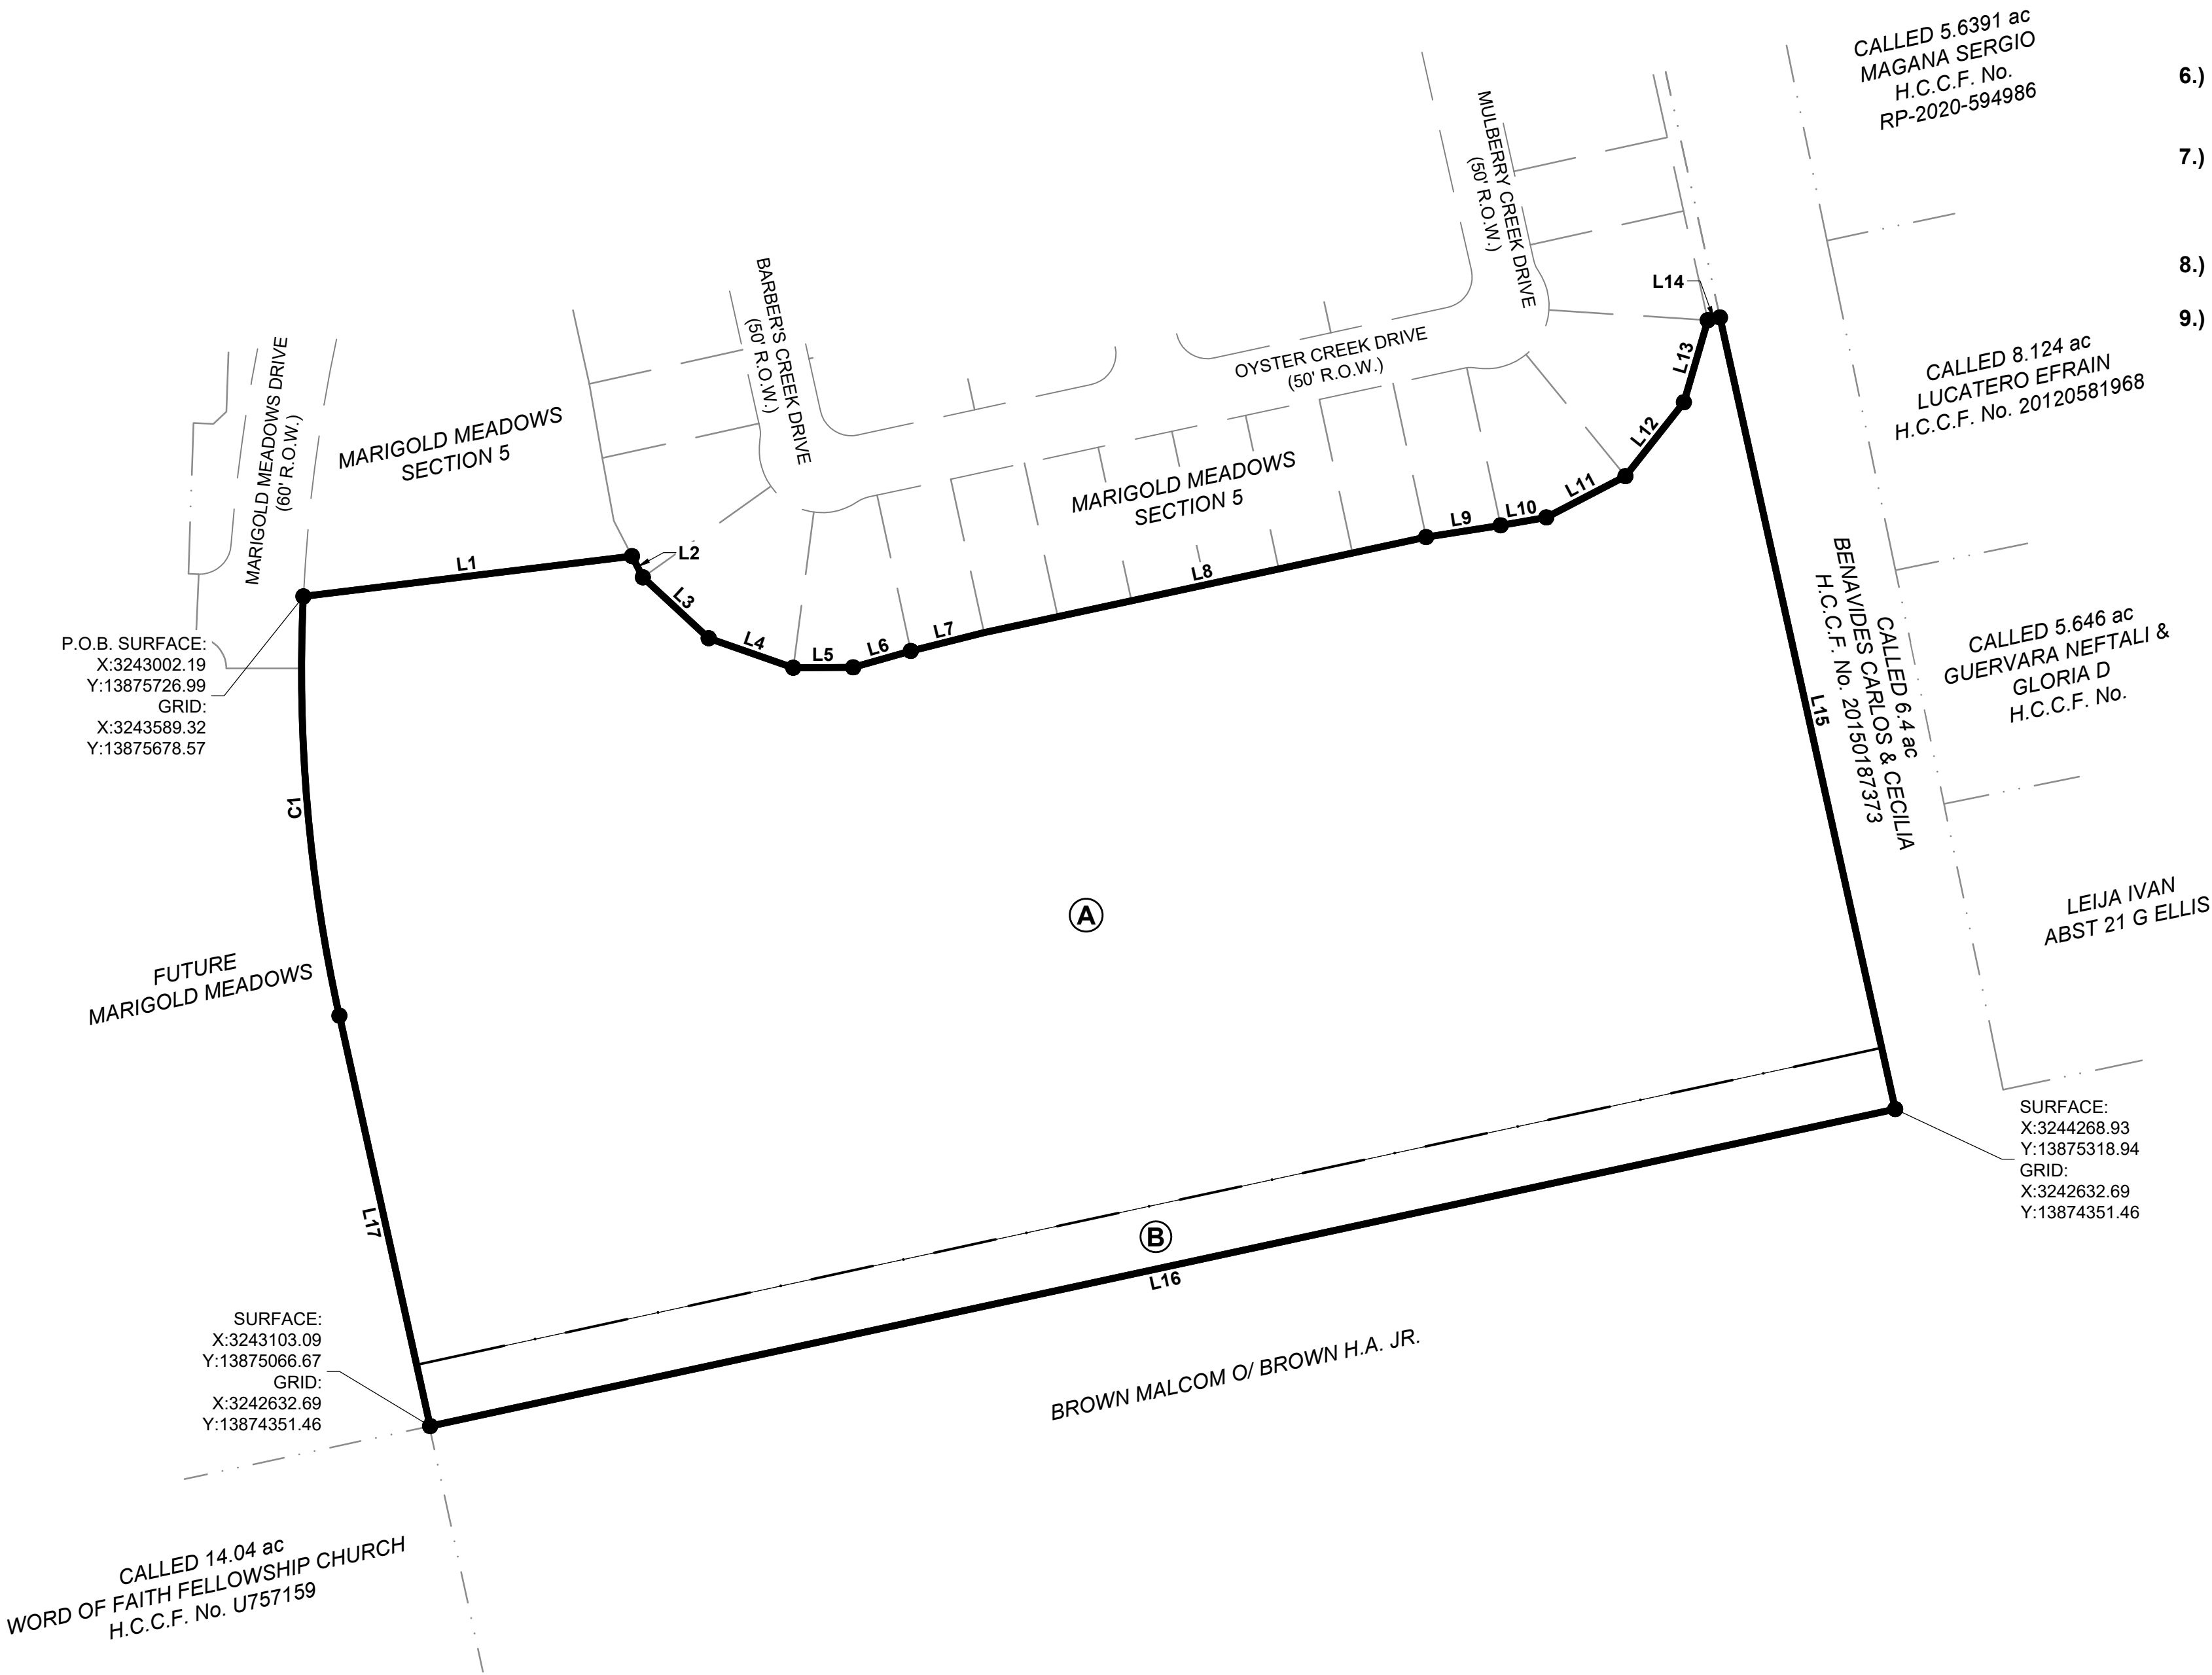 CALLED 5.6391 ac
MAGANA SERGIO
H.C.C.F. No.
RP-2020-594986
6.)
7.)
8.)
9.)
MULBERRY CREEK DRIVE
(50' R.O.W.)
L14
BARBER'S CREEK DRIVE
(50' R.O.W.)
OYSTER CREEK DRIVE
(50' R.O.W.)
MARIGOLD MEADOWS DRIVE
(60' R.O.W.)
MARIGOLD MEADOWS
SECTION 5
MARIGOLD MEADOWS
SECTION 5
CALLED 8.124 ac
LUCATERO EFRAIN
H.C.C.F. No. 20120581968
L1
L2
L3
L4
L5
L6
L7
L8
L9
L10
L11
L12
L13
P.O.B. SURFACE:
X:3243002.19
Y:13875726.99
GRID:
X:3243589.32
Y:13875678.57
C1
L15
CALLED 6.4 ac
BENAVIDES CARLOS & CECILIA
H.C.C.F. No. 20150187373
CALLED 5.646 ac
GUERVARA NEFTALI &
GLORIA D
H.C.C.F. No.
A
LEIJA IVAN
ABST 21 G ELLIS
FUTURE
MARIGOLD MEADOWS
SURFACE:
X:3244268.93
Y:13875318.94
GRID:
X:3242632.69
Y:13874351.46
L17
B
L16
SURFACE:
X:3243103.09
Y:13875066.67
GRID:
X:3242632.69
Y:13874351.46
BROWN MALCOM O/ BROWN H.A. JR.
CALLED 14.04 ac
WORD OF FAITH FELLOWSHIP CHURCH
H.C.C.F. No. U757159